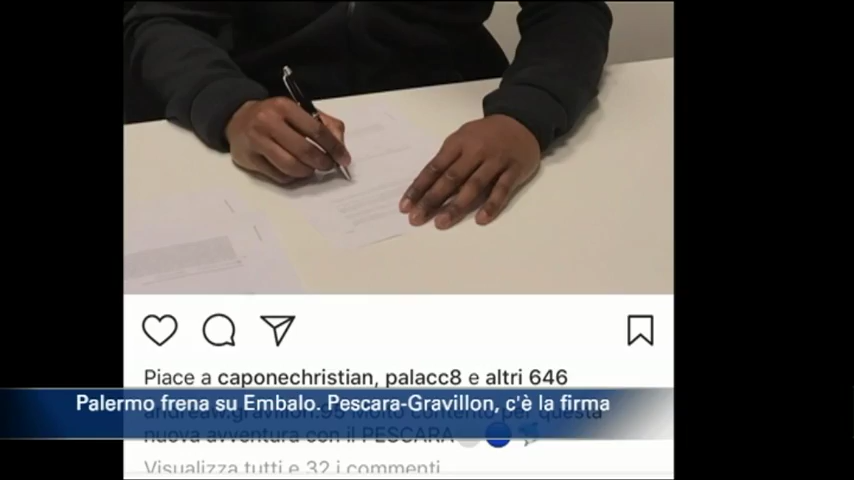 Piace a caponechristian, palacc8 e altri 646
Palermo frena su Embalo. Pescara-Gravillon, c'è la firma
nuova avventura con il PESCARA
Visualizza tutti e 32 i commenti